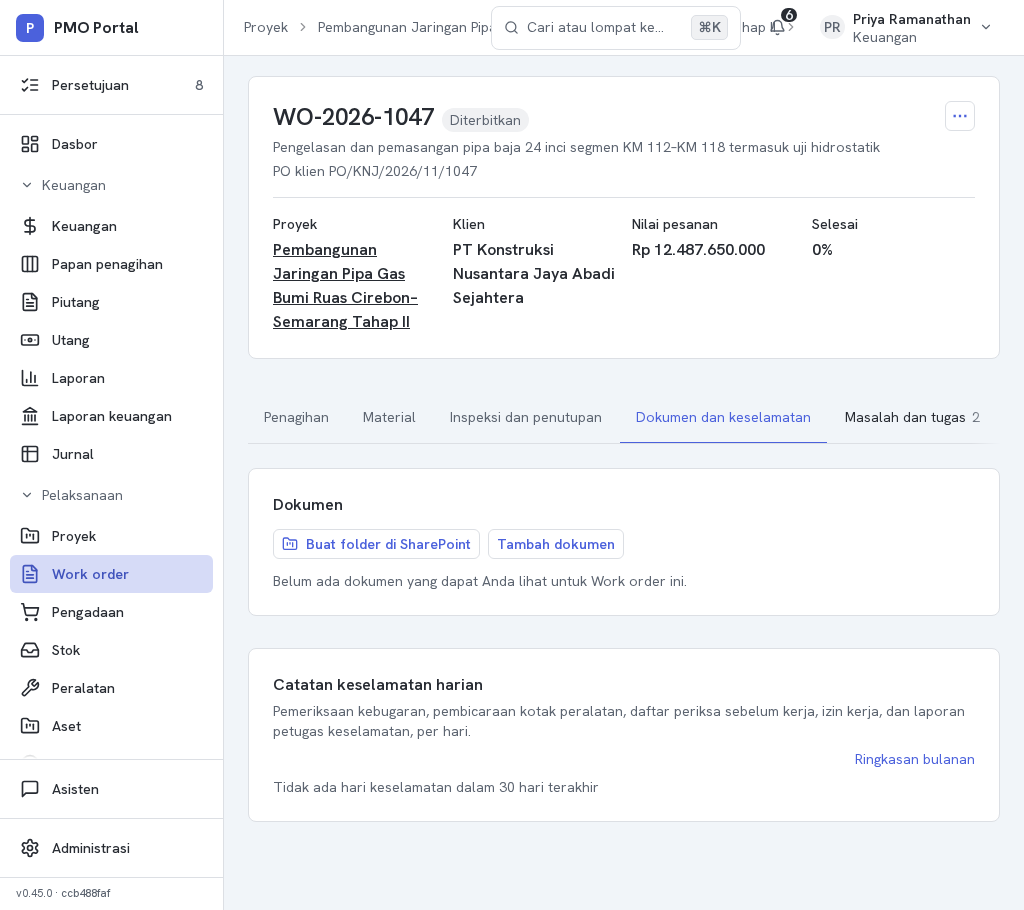 P PMO Portal
Persetujuan 8
Dasbor
Keuangan
Keuangan
Papan penagihan
Piutang
Utang
Laporan
Laporan keuangan
Jurnal
Pelaksanaan
Proyek
Work order
Pengadaan
Stok
Peralatan
Aset
Asisten
Administrasi
v0.45.0 · ccb488faf
Proyek
Pembangunan Jaringan
Cari atau lompat ke...
⌘K
6
PR
Priya Ramanathan
Keuangan
WO-2026-1047 Diterbitkan
Pengelasan dan pemasangan pipa baja 24 inci segmen KM 112–KM 118 termasuk uji hidrostatik
PO klien PO/KNJ/2026/11/1047
Proyek
Pembangunan
Jaringan Pipa Gas
Bumi Ruas Cirebon–
Semarang Tahap II
Klien
PT Konstruksi
Nusantara Jaya Abadi
Sejahtera
Nilai pesanan
Rp 12.487.650.000
Selesai
0%
Penagihan
Material
Inspeksi dan penutupan
Dokumen dan keselamatan
Masalah dan tugas 2
Dokumen
Buat folder di SharePoint
Tambah dokumen
Belum ada dokumen yang dapat Anda lihat untuk Work order ini.
Catatan keselamatan harian
Pemeriksaan kebugaran, pembicaraan kotak peralatan, daftar periksa sebelum kerja, izin kerja, dan laporan
petugas keselamatan, per hari.
Ringkasan bulanan
Tidak ada hari keselamatan dalam 30 hari terakhir